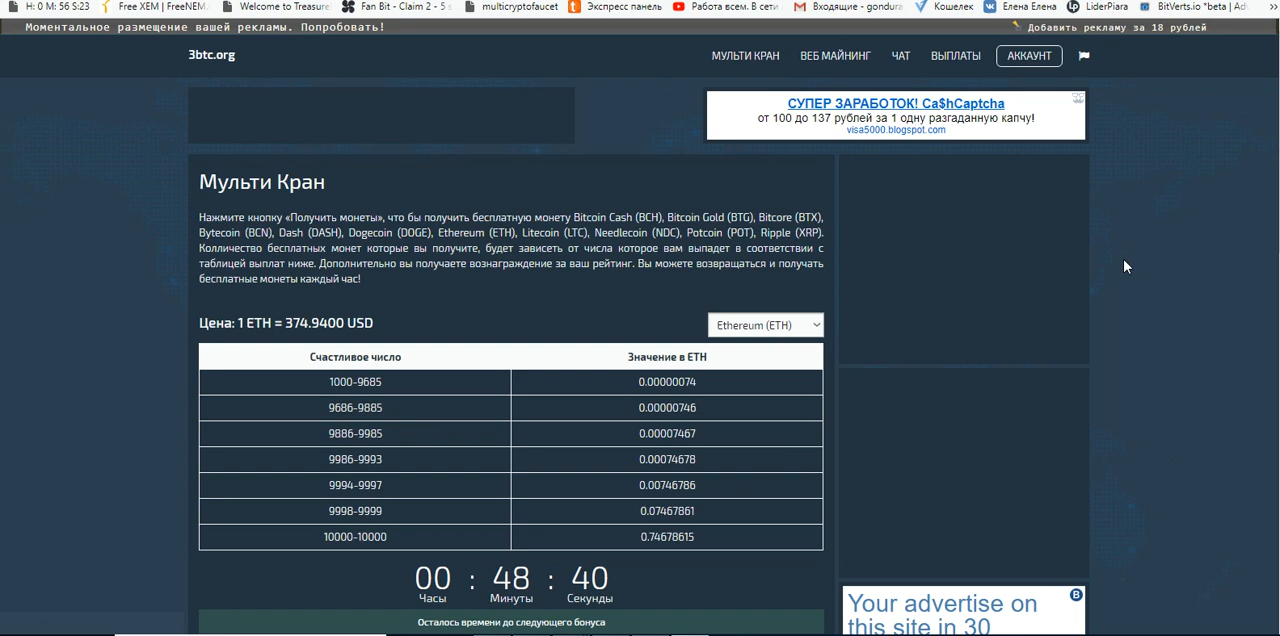 H: 0 M: 56 S:23 Free XEM | FreeNEM. Welcome to Treasure Fan Bit - Claim 2 - 5 s multicryptofaucet Экспресс панель Работа всем. В сети Входящие - gondura Кошелек Елена Елена LiderPiara BitVerts.io *beta | Ad »
Моментальное размещение вашей рекламы. Попробовать! Добавить рекламу за 18 рублей
3btc.org МУЛЬТИ КРАН ВЕБ МАЙНИНГ ЧАТ ВЫПЛАТЫ АККАУНТ
СУПЕР ЗАРАБОТОК! Ca$hCaptcha
от 100 до 137 рублей за 1 одну разгаданную капчу!
visa5000.blogspot.com
Мульти Кран
Нажмите кнопку «Получить монеты», что бы получить бесплатную монету Bitcoin Cash (BCH), Bitcoin Gold (BTG), Bitcore (BTX),
Bytecoin (BCN), Dash (DASH), Dogecoin (DOGE), Ethereum (ETH), Litecoin (LTC), Needlecoin (NDC), Potcoin (POT), Ripple (XRP).
Колличество бесплатных монет которые вы получите, будет зависеть от числа которое вам выпадет в соответствии с
таблицей выплат ниже. Дополнительно вы получаете вознаграждение за ваш рейтинг. Вы можете возвращаться и получать
бесплатные монеты каждый час!
Цена: 1 ETH = 374.9400 USD Ethereum (ETH)
Счастливое число Значение в ETH
1000-9685 0.00000074
9686-9885 0.00000746
9886-9985 0.00007467
9986-9993 0.00074678
9994-9997 0.00746786
9998-9999 0.07467861
10000-10000 0.74678615
00 : 48 : 40
Часы Минуты Секунды
Осталось времени до следующего бонуса
Your advertise on
this site in 30
B